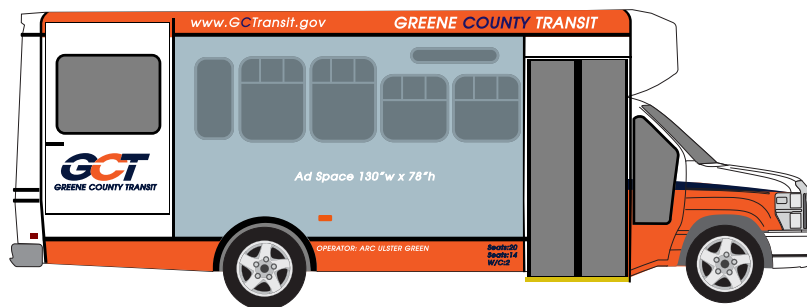 www.GCTransit.gov
GREENE COUNTY TRANSIT
GCT
GREENE COUNTY TRANSIT
Ad Space 130"w x 78"h
OPERATOR: ARC ULSTER GREEN
Seats:20
Seats:14
W/C:2